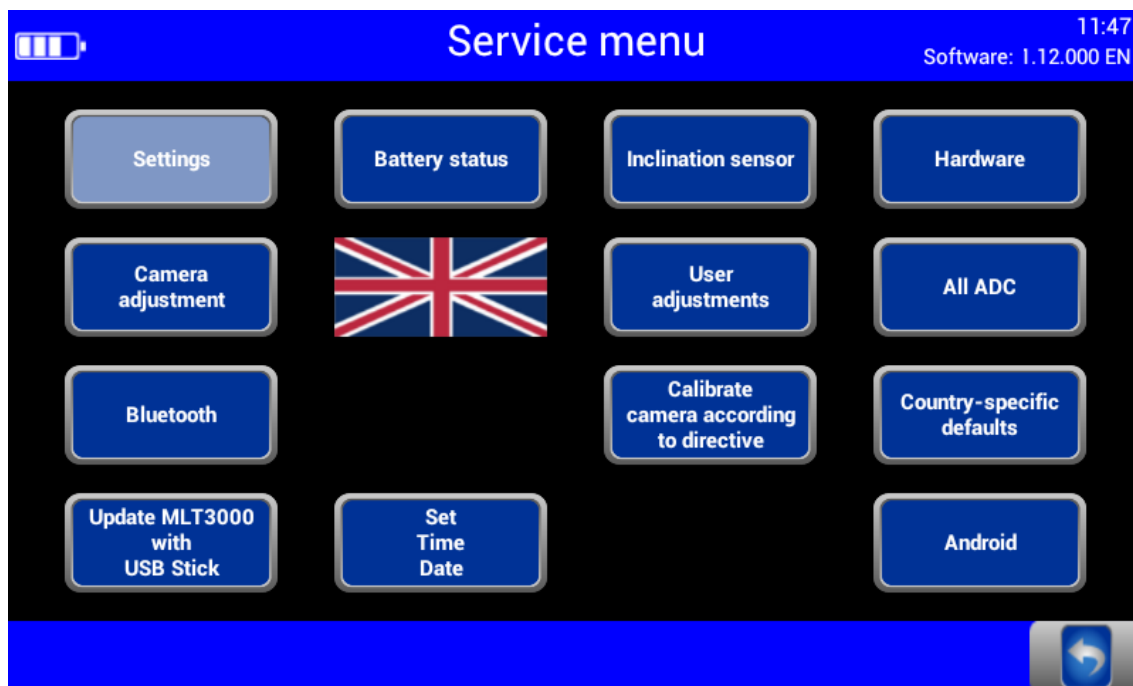 Service menu
11:47
Software: 1.12.000 EN
Settings
Battery status
Inclination sensor
Hardware
Camera
adjustment
User
adjustments
All ADC
Bluetooth
Calibrate
camera according
to directive
Country-specific
defaults
Update MLT3000
with
USB Stick
Set
Time
Date
Android